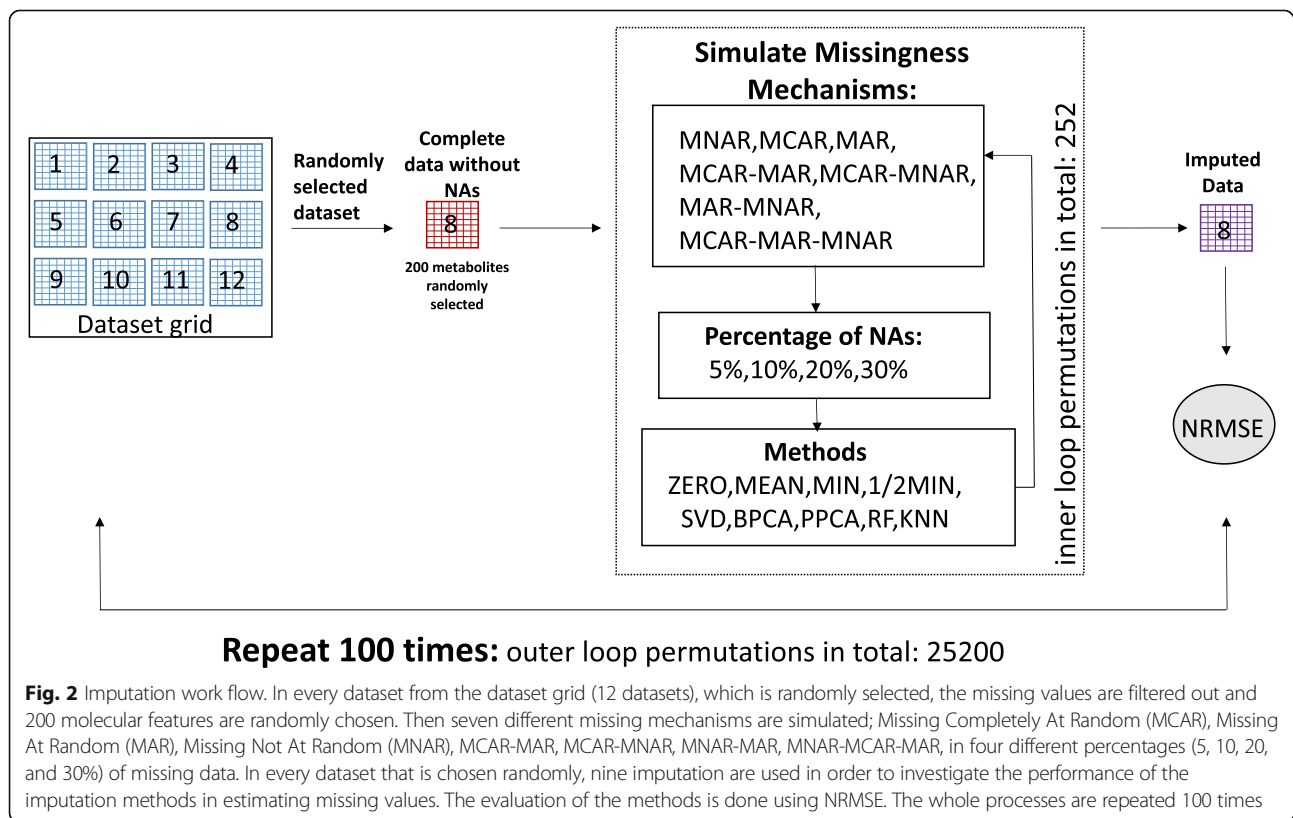 Simulate Missingness
Mechanisms:
MNAR,MCAR,MAR,
MCAR-MAR,MCAR-MNAR,
MAR-MNAR,
MCAR-MAR-MNAR
Percentage of NAs:
5%,10%,20%,30%
Methods
ZERO,MEAN,MIN,1/2MIN,
SVD,BPCA,PPCA,RF,KNN
inner loop permutations in total: 252
1 2 3 4
5 6 7 8
9 10 11 12
Dataset grid
Randomly
selected
dataset
Complete
data without
NAs
8
200 metabolites
randomly
selected
Imputed
Data
8
NRMSE
Repeat 100 times: outer loop permutations in total: 25200
Fig. 2 Imputation work flow. In every dataset from the dataset grid (12 datasets), which is randomly selected, the missing values are filtered out and
200 molecular features are randomly chosen. Then seven different missing mechanisms are simulated; Missing Completely At Random (MCAR), Missing
At Random (MAR), Missing Not At Random (MNAR), MCAR-MAR, MCAR-MNAR, MNAR-MAR, MNAR-MCAR-MAR, in four different percentages (5, 10, 20,
and 30%) of missing data. In every dataset that is chosen randomly, nine imputation are used in order to investigate the performance of the
imputation methods in estimating missing values. The evaluation of the methods is done using NRMSE. The whole processes are repeated 100 times